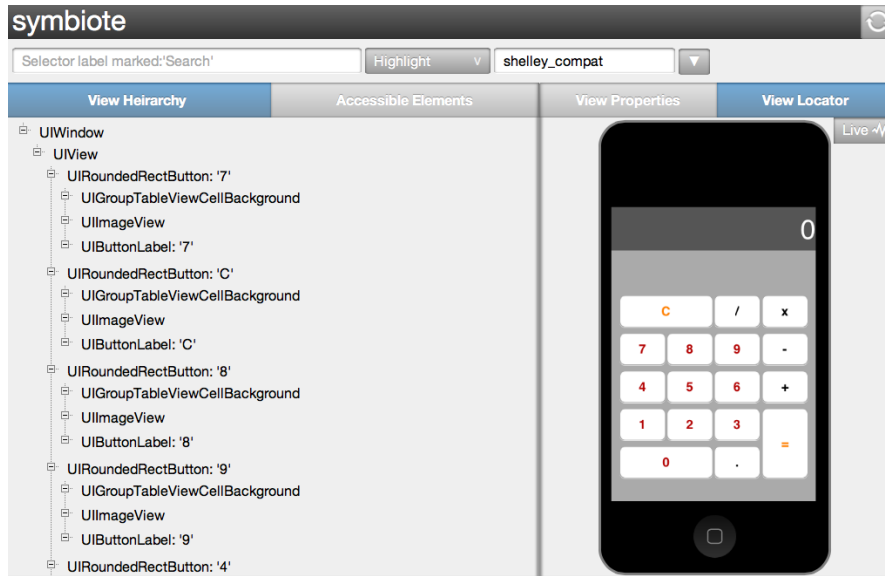 symbiote
Selector label marked:'Search' Highlight v shelley_compat ▼
View Heirarchy Accessible Elements View Properties View Locator
Live
UIWindow
UIView
UIRoundedRectButton: '7'
UIGroupTableViewCellBackground
UIImageView
UIButtonLabel: '7'
UIRoundedRectButton: 'C'
UIGroupTableViewCellBackground
UIImageView
UIButtonLabel: 'C'
UIRoundedRectButton: '8'
UIGroupTableViewCellBackground
UIImageView
UIButtonLabel: '8'
UIRoundedRectButton: '9'
UIGroupTableViewCellBackground
UIImageView
UIButtonLabel: '9'
UIRoundedRectButton: '4'
0
C / x
7 8 9 -
4 5 6 +
1 2 3
=
0 .